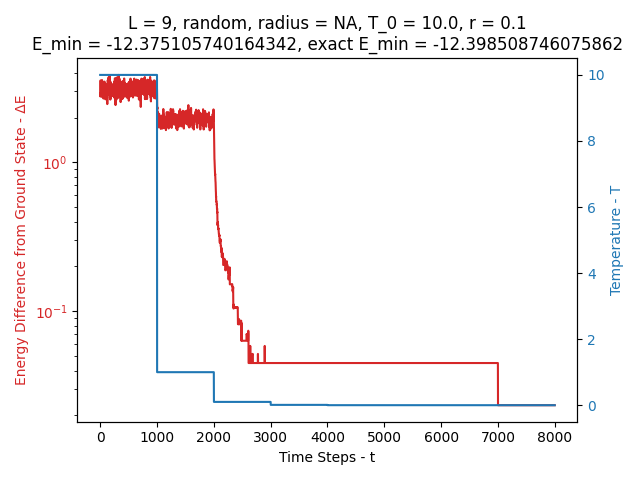 L = 9, random, radius = NA, T_0 = 10.0, r = 0.1
E_min = -12.375105740164342, exact E_min = -12.398508746075862
Energy Difference from Ground State - ΔE
10⁰
10⁻¹
10
8
6
4
2
0
Temperature - T
0 1000 2000 3000 4000 5000 6000 7000 8000
Time Steps - t